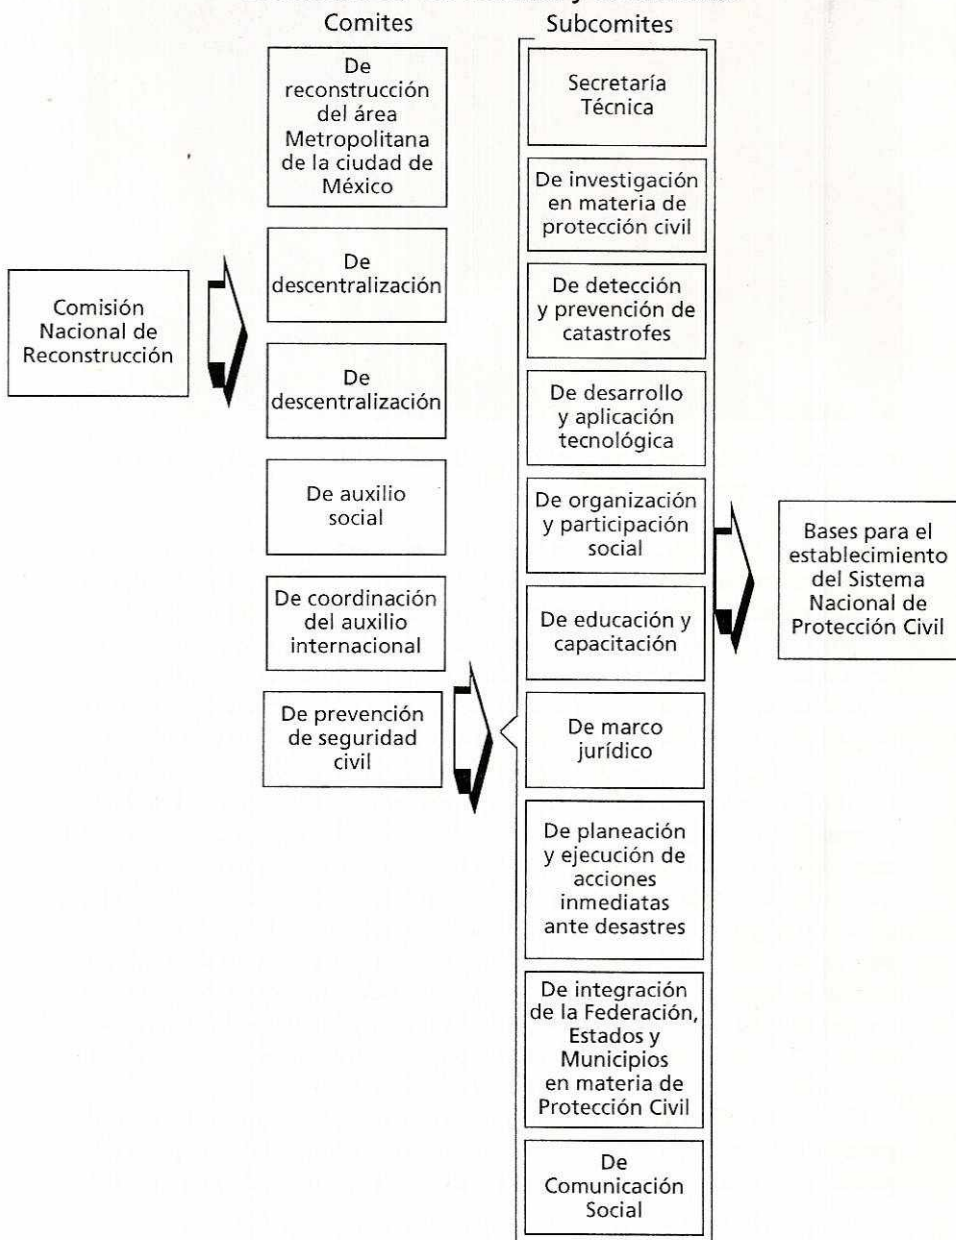 Comites
Subcomites
Comisión
Nacional de
Reconstrucción
De
reconstrucción
del área
Metropolitana
de la ciudad de
México
De
descentralización
De
descentralización
De auxilio
social
De coordinación
del auxilio
internacional
De prevención
de seguridad
civil
Secretaría
Técnica
De investigación
en materia de
protección civil
De detección
y prevención de
catastrofes
De desarrollo
y aplicación
tecnológica
De organización
y participación
social
De educación y
capacitación
De marco
jurídico
De planeación
y ejecución de
acciones
inmediatas
ante desastres
De integración
de la Federación,
Estados y
Municipios
en materia de
Protección Civil
De
Comunicación
Social
Bases para el
establecimiento
del Sistema
Nacional de
Protección Civil